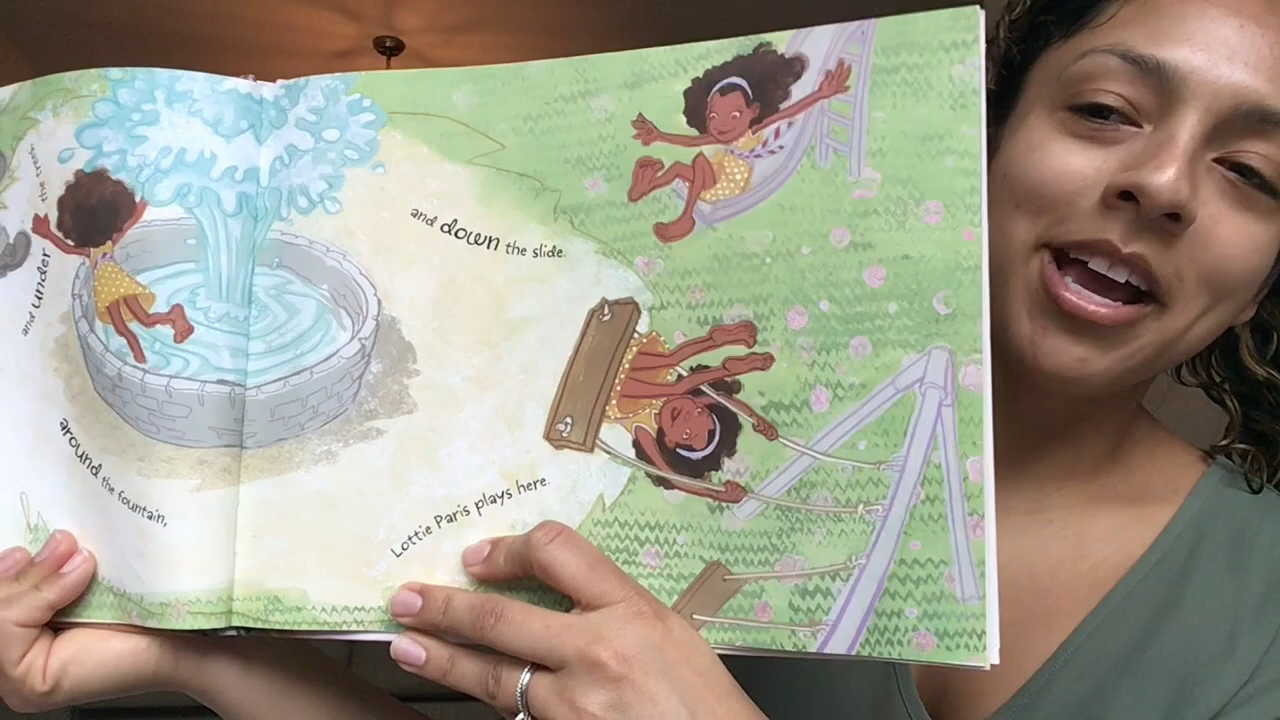 and under the trees,
around the fountain,
and down the slide.
Lottie Paris plays here.